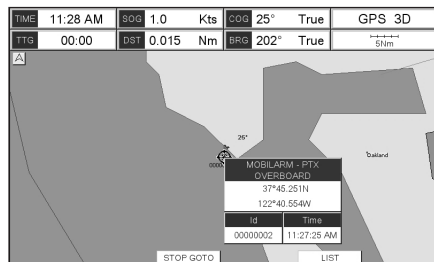 TIME 11:28 AM SOG 1.0 Kts COG 25° True GPS 3D
TTG 00:00 DST 0.015 Nm BRG 202° True 5Nm
A
25°
Oakland
MOBILARM - PTX
OVERBOARD
37°45.251N
122°40.554W
Id Time
00000002 11:27:25 AM
STOP GOTO LIST